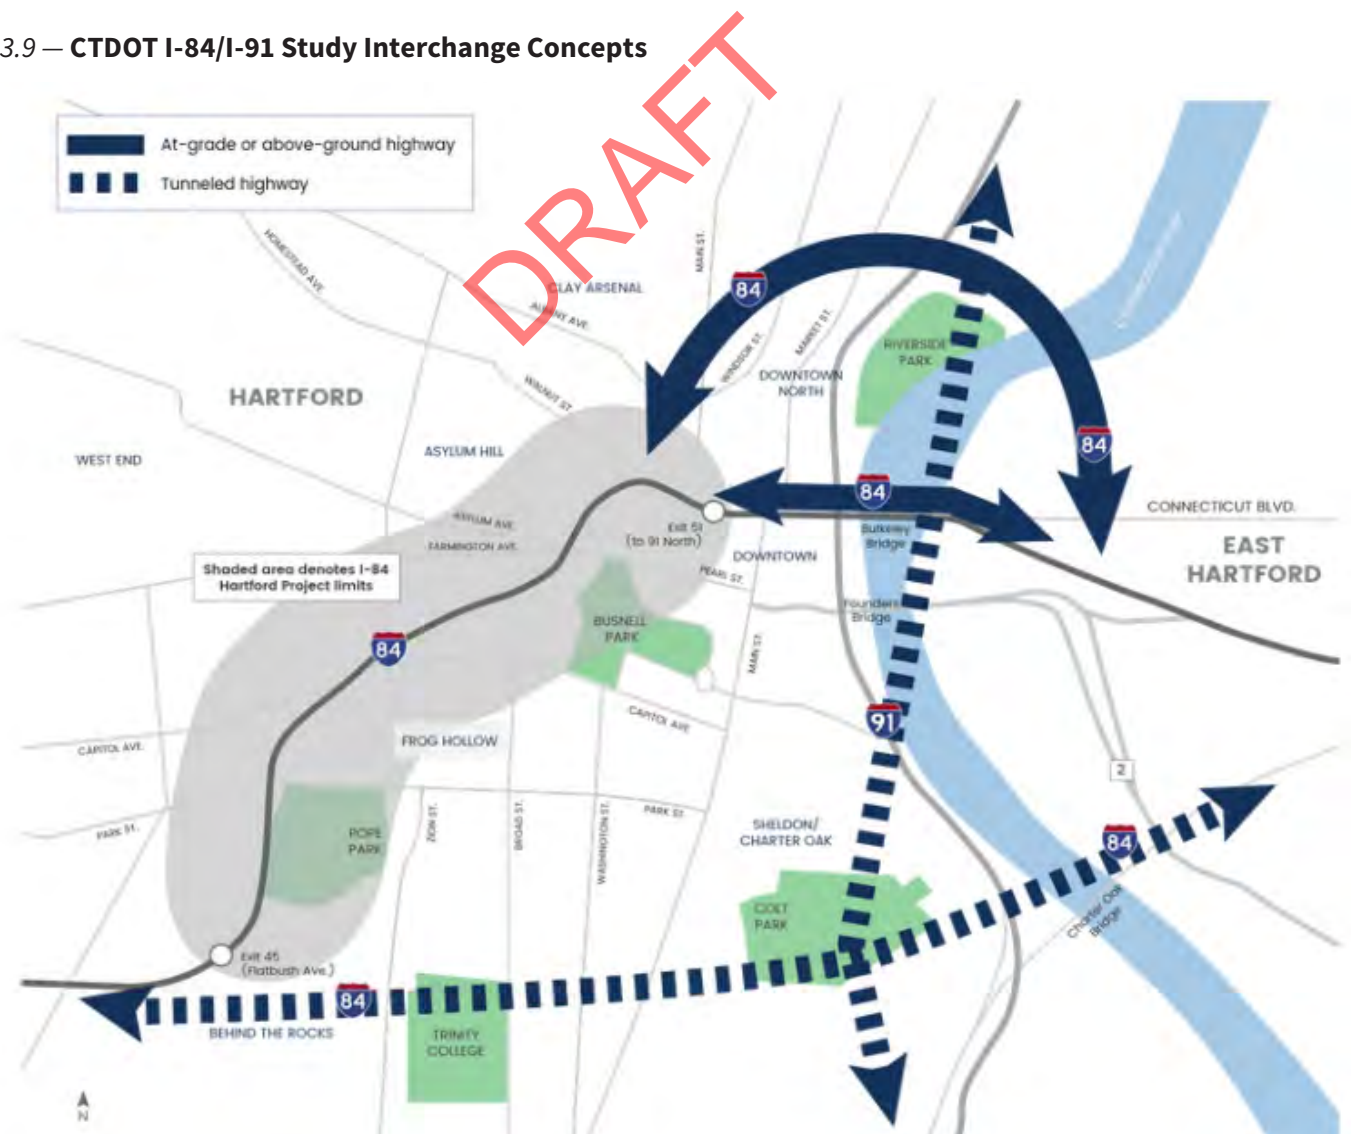 3.9 — CTDOT I-84/I-91 Study Interchange Concepts
DRAFT
At-grade or above-ground highway
Tunneled highway
HOMESTEAD AVE.
CLAY ARSENAL
ALBANY AVE.
MAIN ST.
84
WINDSOR ST.
MARKET ST.
RIVERSIDE
PARK
DOWNTOWN
NORTH
WALNUT ST.
HARTFORD
WEST END
ASYLUM HILL
84
84
CONNECTICUT BLVD.
ASYLUM AVE.
FARMINGTON AVE.
Exit 51
(to 91 North)
Bulkeley
Bridge
EAST
HARTFORD
DOWNTOWN
PEARL ST.
Shaded area denotes I-84
Hartford Project limits
Founders
Bridge
BUSNELL
PARK
84
MAIN ST.
91
CAPITOL AVE
CAPITOL AVE.
FROG HOLLOW
2
PARK ST.
ZION ST.
BROAD ST.
WASHINGTON ST.
PARK ST.
POPE
PARK
SHELDON/
CHARTER OAK
84
COLT
PARK
Charter Oak
Bridge
Exit 45
(Flatbush Ave.)
84
BEHIND THE ROCKS
TRINITY
COLLEGE
N